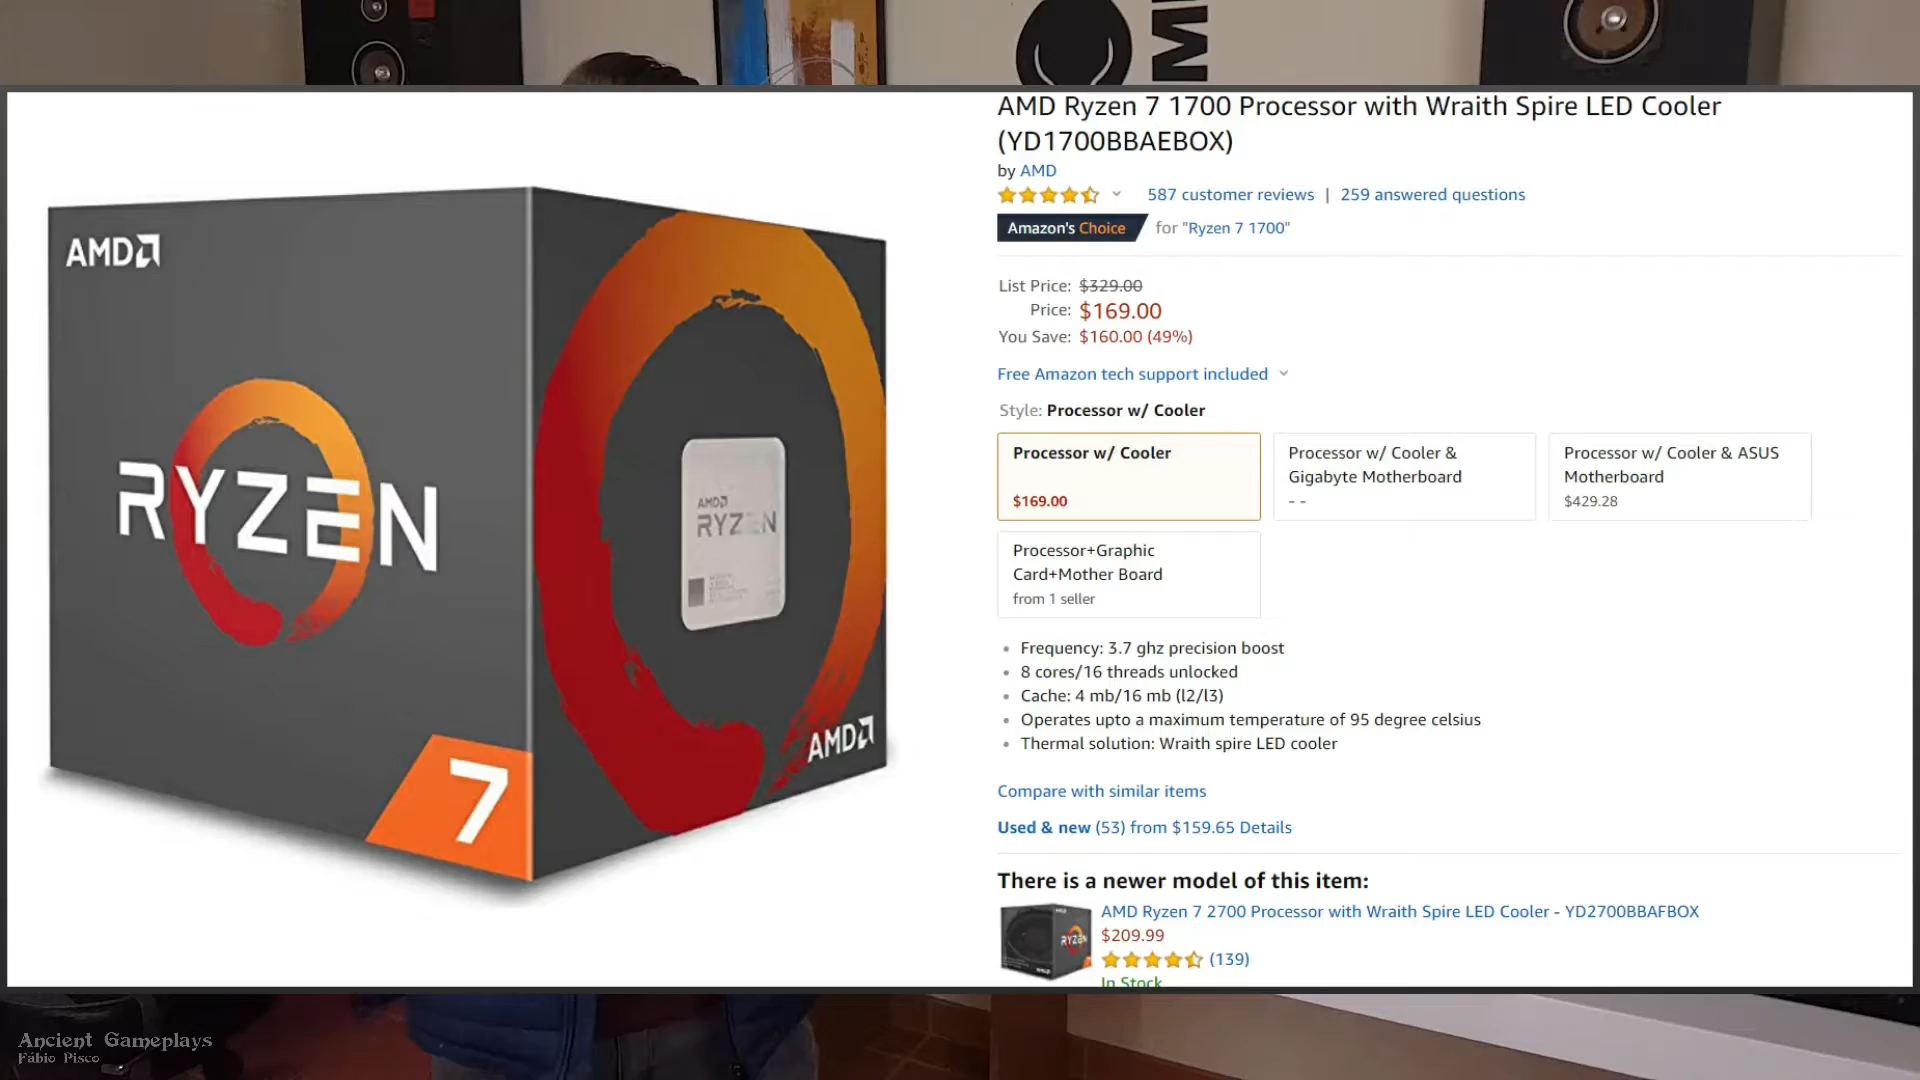 M
AMD Ryzen 7 1700 Processor with Wraith Spire LED Cooler
(YD1700BBAEBOX)
by AMD
587 customer reviews | 259 answered questions
Amazon's Choice for "Ryzen 7 1700"
List Price: $329.00
Price: $169.00
You Save: $160.00 (49%)
Free Amazon tech support included
Style: Processor w/ Cooler
Processor w/ Cooler
$169.00
Processor w/ Cooler &
Gigabyte Motherboard
- -
Processor w/ Cooler & ASUS
Motherboard
$429.28
Processor+Graphic
Card+Mother Board
from 1 seller
• Frequency: 3.7 ghz precision boost
• 8 cores/16 threads unlocked
• Cache: 4 mb/16 mb (l2/l3)
• Operates upto a maximum temperature of 95 degree celsius
• Thermal solution: Wraith spire LED cooler
Compare with similar items
Used & new (53) from $159.65 Details
There is a newer model of this item:
AMD Ryzen 7 2700 Processor with Wraith Spire LED Cooler - YD2700BBAFBOX
$209.99
(139)
In Stock
AMD
RYZEN
7
AMD
RYZEN
AMD
RYZEN
Ancient Gameplays
Fábio Pisco